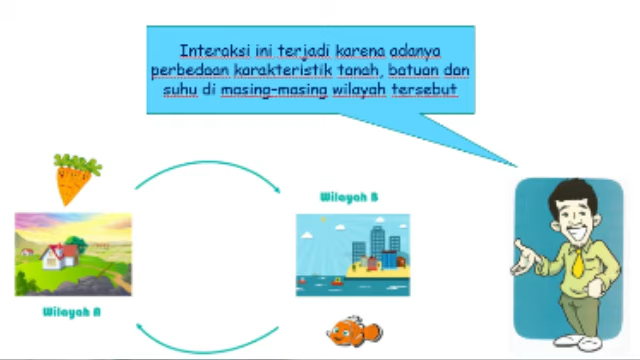 Interaksi ini terjadi karena adanya
perbedaan karakteristik tanah, batuan dan
suhu di masing-masing wilayah tersebut
Wilayah B
Wilayah A